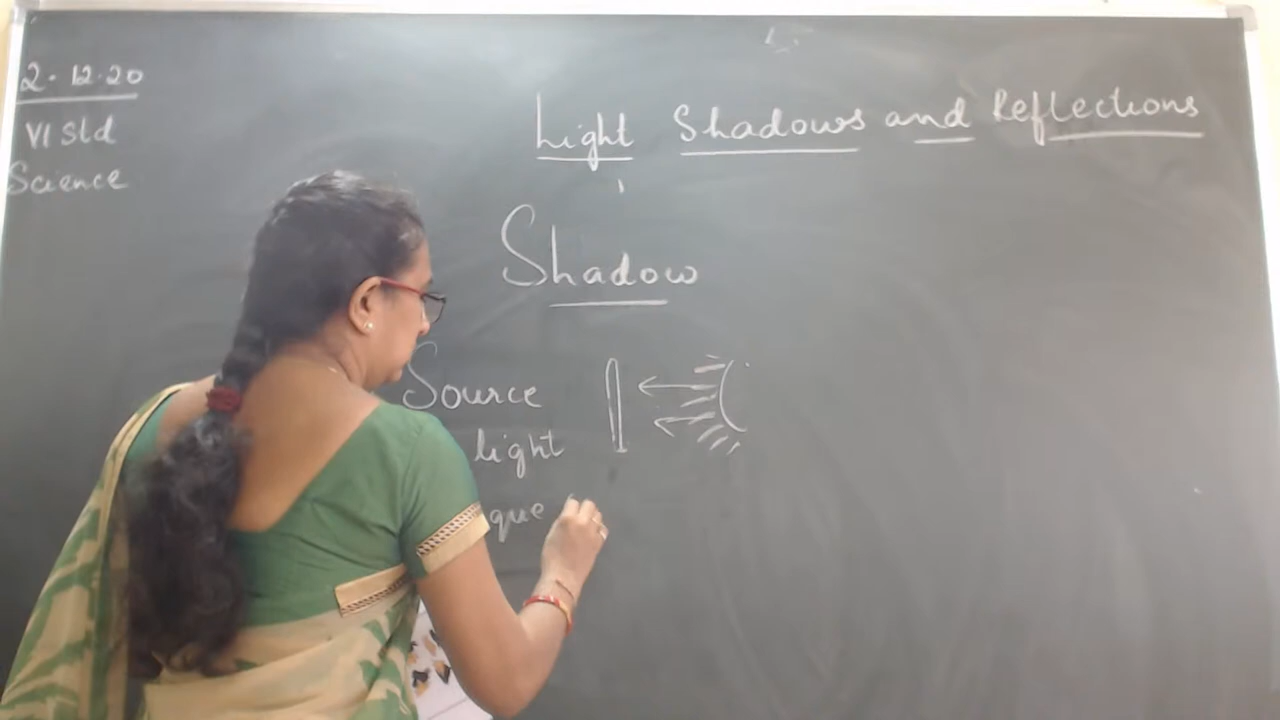 2.12.20
VI Std
Science
Light Shadows and Reflections
Shadow
Source
light
que